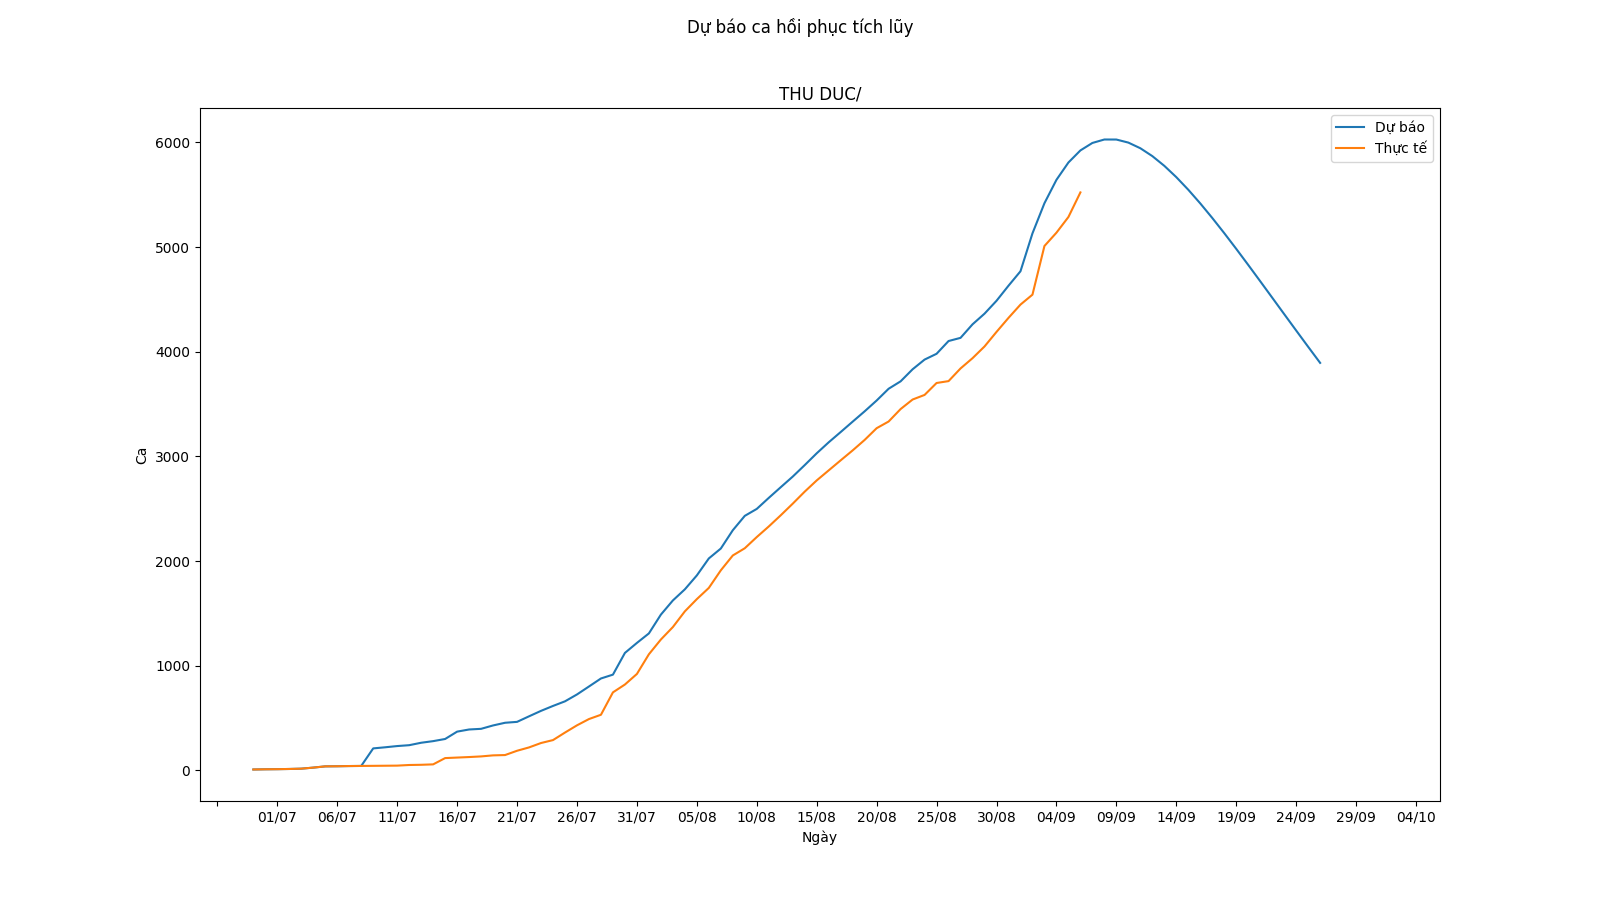 Dự báo ca hồi phục tích lũy
THU DUC/
Dự báo
Thực tế
6000
5000
4000
3000
2000
1000
0
Ca
01/07 06/07 11/07 16/07 21/07 26/07 31/07 05/08 10/08 15/08 20/08 25/08 30/08 04/09 09/09 14/09 19/09 24/09 29/09 04/10
Ngày